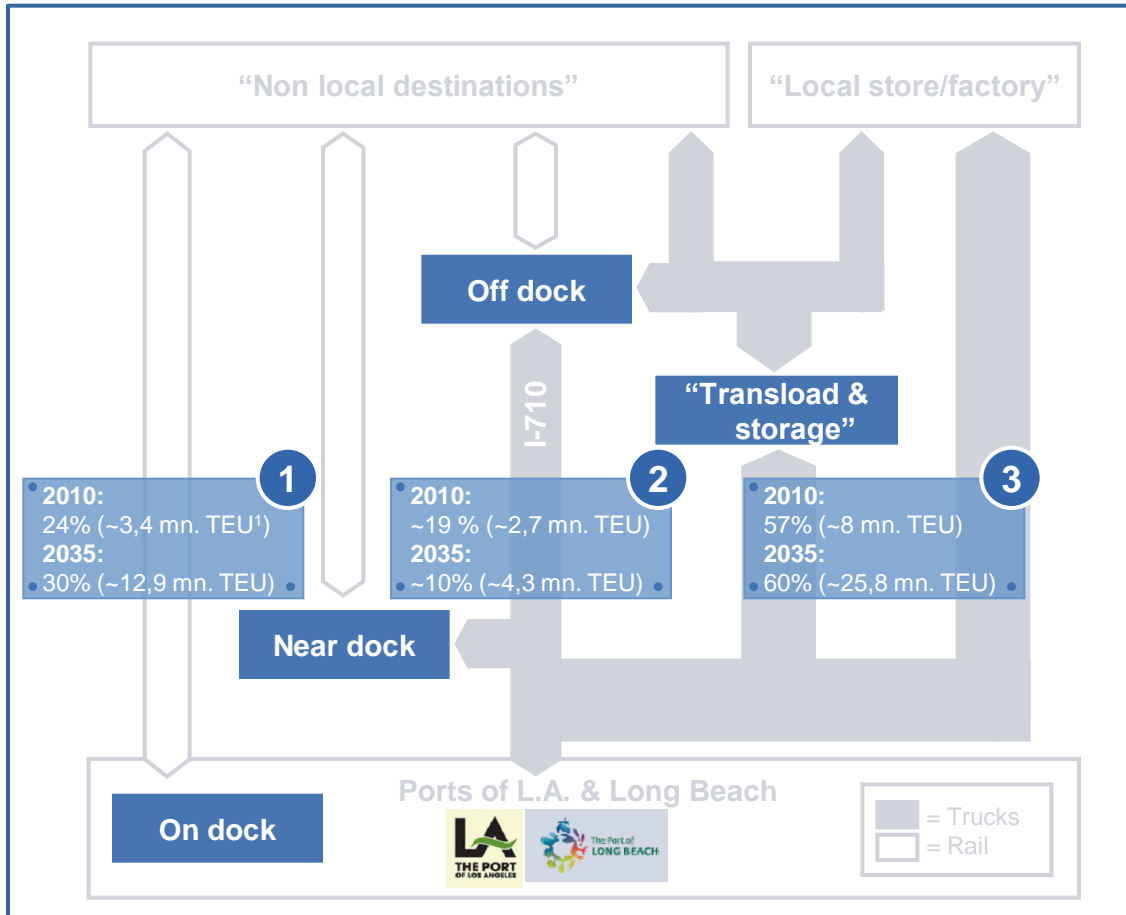 “Non local destinations”
“Local store/factory”
Off dock
I-710
“Transload &
storage”
1
2010:
24% (~3,4 mn. TEU¹)
2035:
30% (~12,9 mn. TEU)
2
2010:
~19 % (~2,7 mn. TEU)
2035:
~10% (~4,3 mn. TEU)
3
2010:
57% (~8 mn. TEU)
2035:
60% (~25,8 mn. TEU)
Near dock
Ports of L.A. & Long Beach
On dock
LA
THE PORT
OF LOS ANGELES
The Port of
LONG BEACH
= Trucks
= Rail